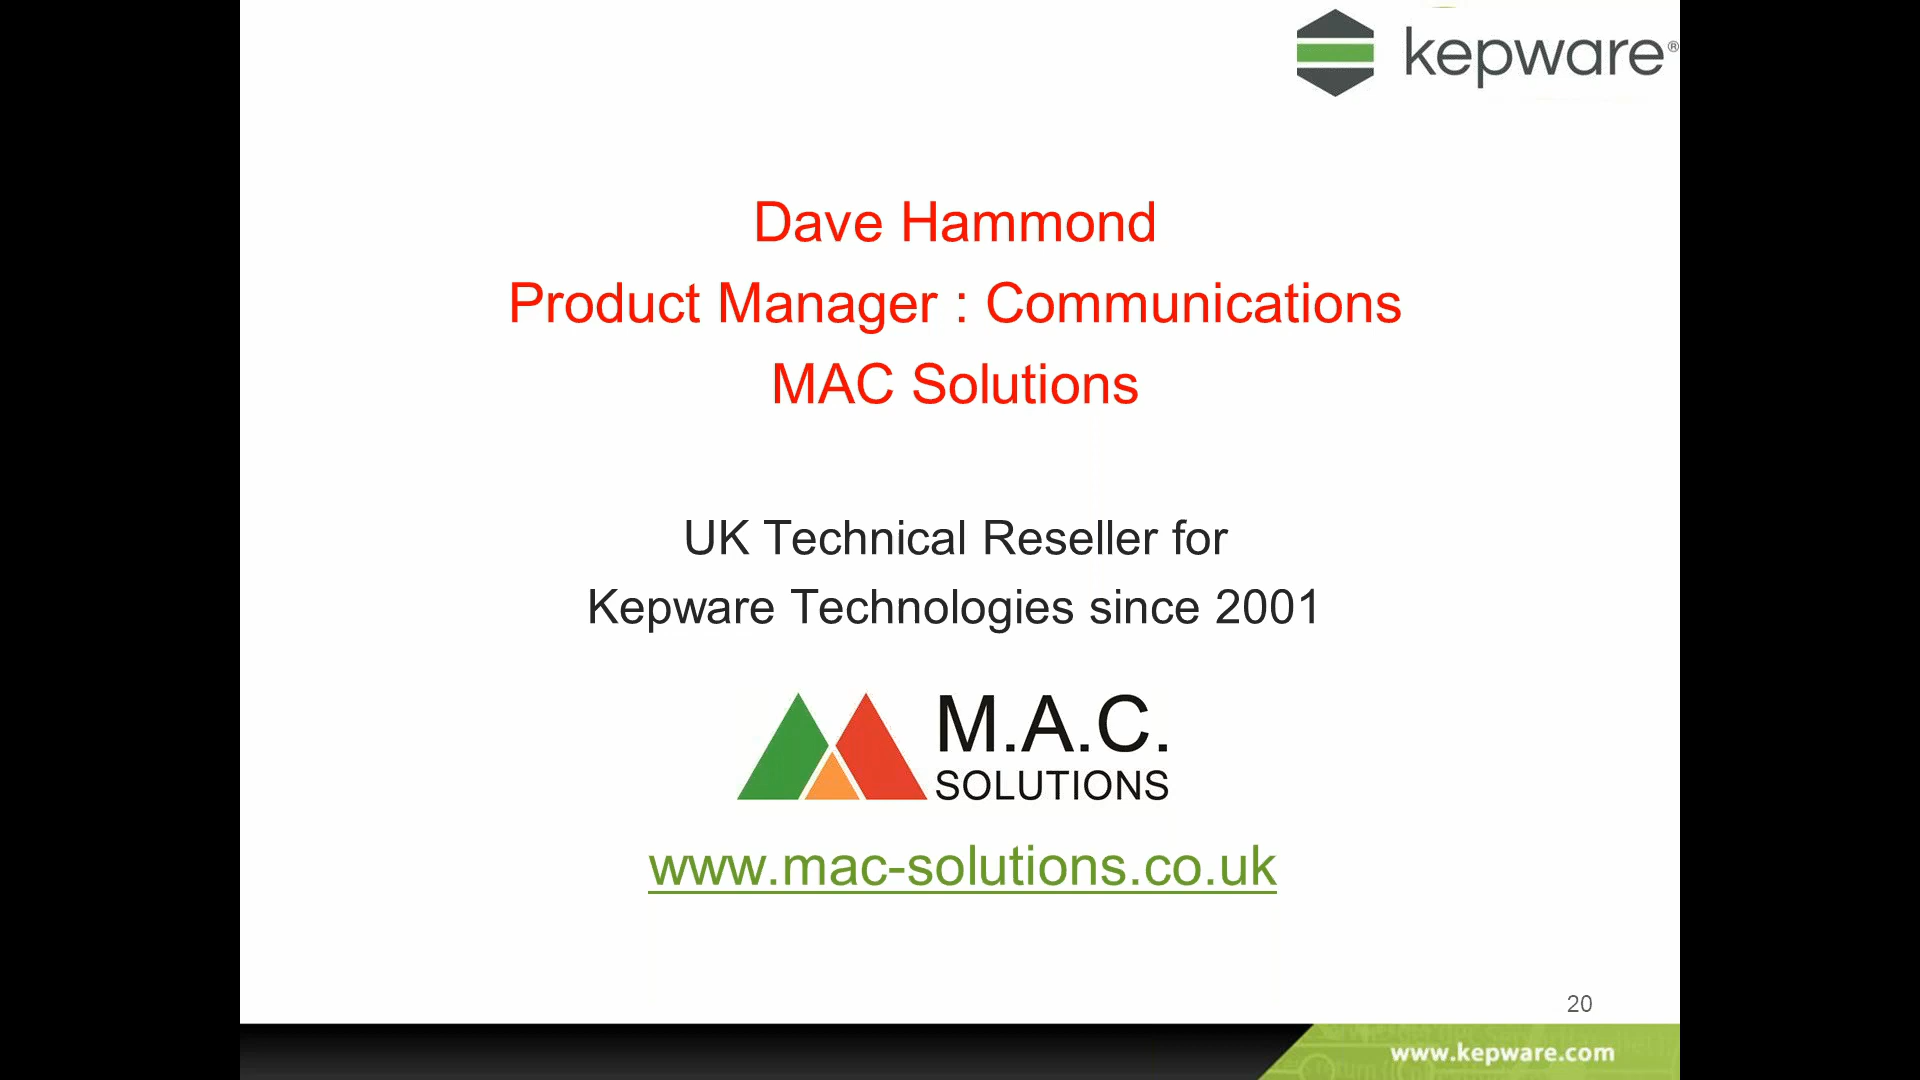 kepware®
Dave Hammond
Product Manager : Communications
MAC Solutions
UK Technical Reseller for
Kepware Technologies since 2001
M.A.C.
SOLUTIONS
www.mac-solutions.co.uk
20
www.kepware.com